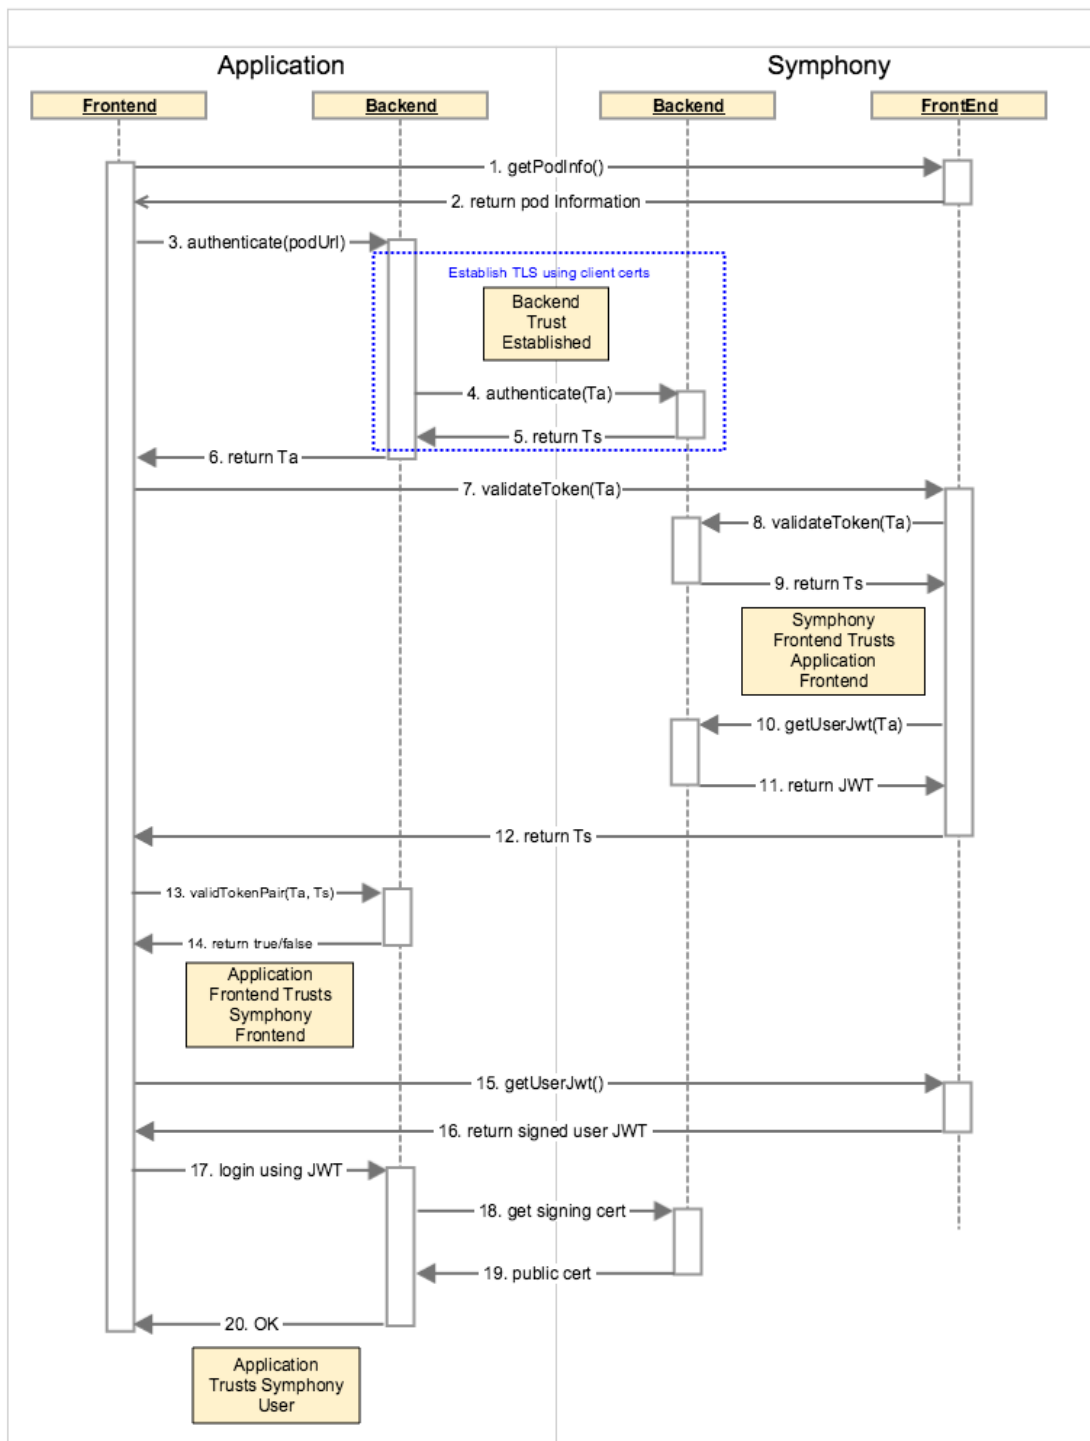 Application
Symphony
Frontend
Backend
Backend
FrontEnd
1. getPodInfo()
2. return pod Information
3. authenticate(podUrl)
Establish TLS using client certs
Backend
Trust
Established
4. authenticate(Ta)
5. return Ts
6. return Ta
7. validateToken(Ta)
8. validateToken(Ta)
9. return Ts
Symphony
Frontend Trusts
Application
Frontend
10. getUserJwt(Ta)
11. return JWT
12. return Ts
13. validTokenPair(Ta, Ts)
14. return true/false
Application
Frontend Trusts
Symphony
Frontend
15. getUserJwt()
16. return signed user JWT
17. login using JWT
18. get signing cert
19. public cert
20. OK
Application
Trusts Symphony
User